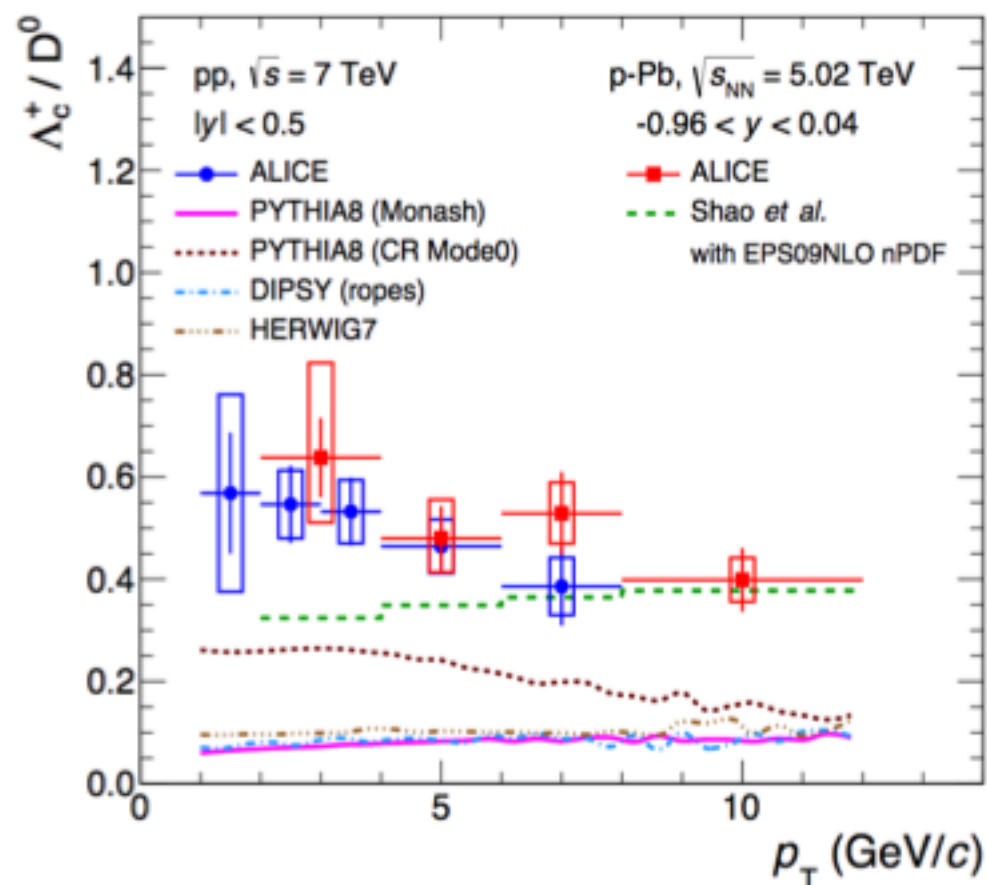 Λc+ / D0
pp, √s = 7 TeV
|y| < 0.5
ALICE
PYTHIA8 (Monash)
PYTHIA8 (CR Mode0)
DIPSY (ropes)
HERWIG7
p-Pb, √sNN = 5.02 TeV
-0.96 < y < 0.04
ALICE
Shao et al.
with EPS09NLO nPDF
1.4
1.2
1.0
0.8
0.6
0.4
0.2
0.0
0 5 10
pT (GeV/c)